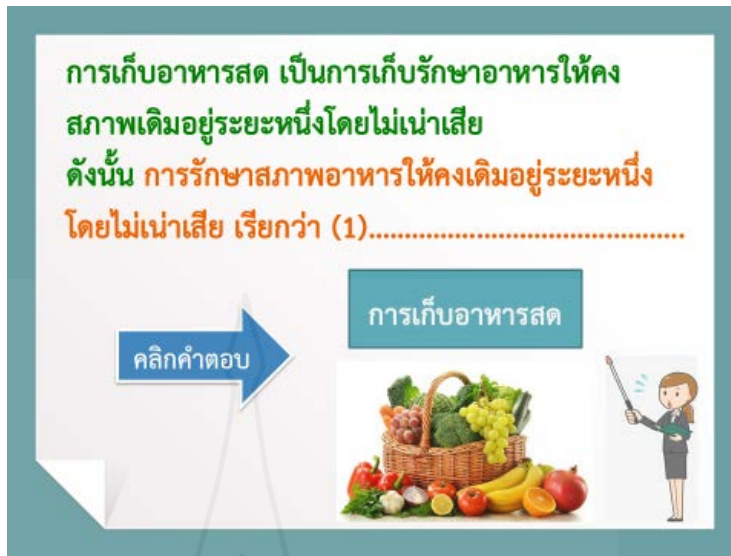 การเก็บอาหารสด เป็นการเก็บรักษาอาหารให้คง
สภาพเดิมอยู่ระยะหนึ่งโดยไม่เน่าเสีย
ดังนั้น การรักษาสภาพอาหารให้คงเดิมอยู่ระยะหนึ่ง
โดยไม่เน่าเสีย เรียกว่า (1)............................................
การเก็บอาหารสด
คลิกคำตอบ